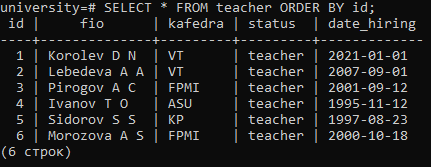 university=# SELECT * FROM teacher ORDER BY id;
 id |     fio      | kafedra | status  | date_hiring
----+--------------+---------+---------+-------------
  1 | Korolev D N  | VT      | teacher | 2021-01-01
  2 | Lebedeva A A | VT      | teacher | 2007-09-01
  3 | Pirogov A C  | FPMI    | teacher | 2001-09-12
  4 | Ivanov T O   | ASU     | teacher | 1995-11-12
  5 | Sidorov S S  | KP      | teacher | 1997-08-23
  6 | Morozova A S | FPMI    | teacher | 2000-10-18
(6 строк)